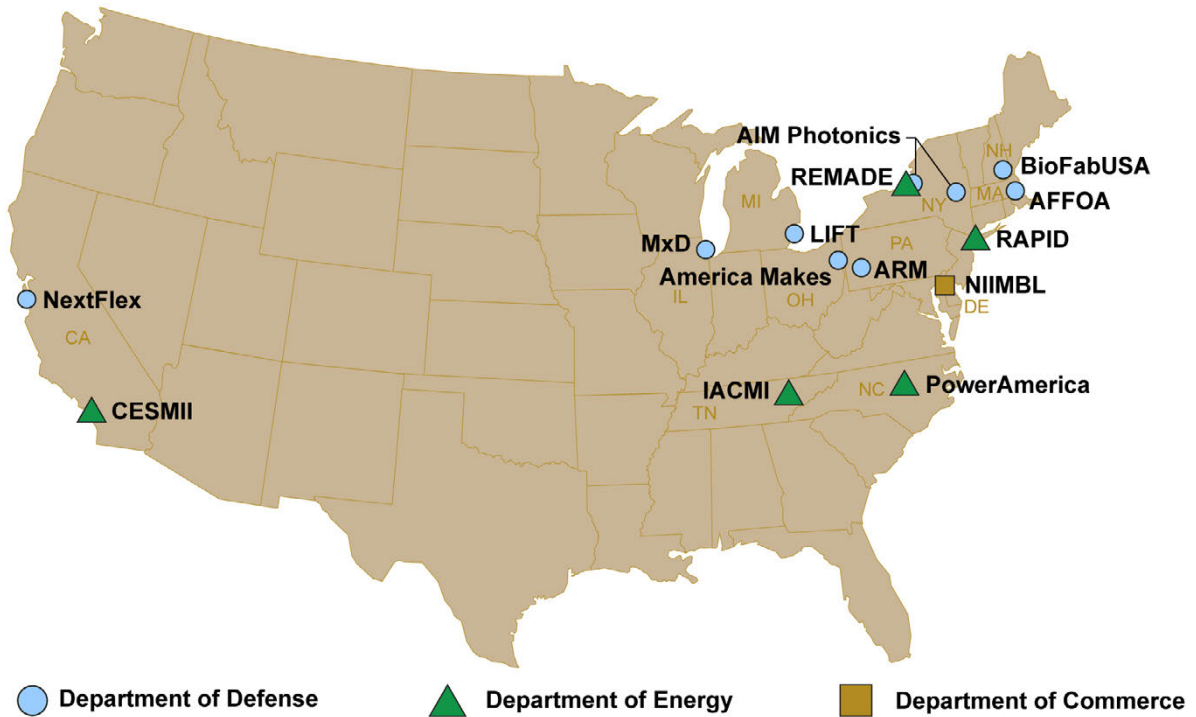 AIM Photonics
NH
BioFabUSA
REMADE
MA
AFFOA
NY
MI
RAPID
LIFT
MxD
PA
America Makes
ARM
NIIMBL
NextFlex
IL
OH
DE
CA
IACMI
NC
PowerAmerica
CESMII
TN
Department of Defense
Department of Energy
Department of Commerce